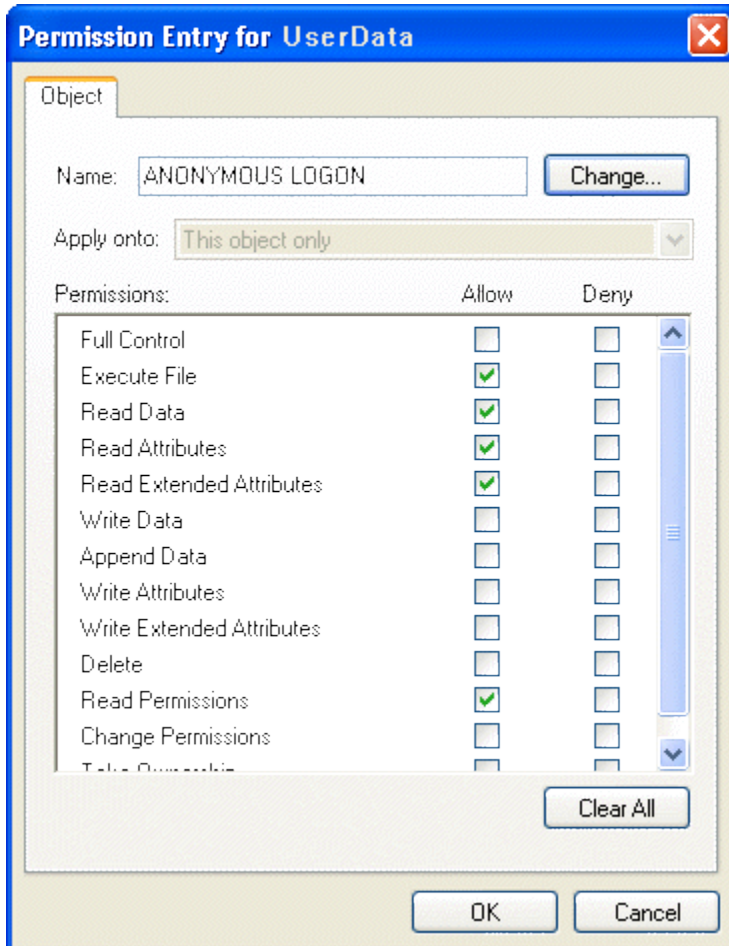 Permission Entry for UserData
Object
Name: ANONYMOUS LOGON Change...
Apply onto: This object only
Permissions: Allow Deny
Full Control
Execute File
Read Data
Read Attributes
Read Extended Attributes
Write Data
Append Data
Write Attributes
Write Extended Attributes
Delete
Read Permissions
Change Permissions
Take Ownership
Clear All
OK Cancel